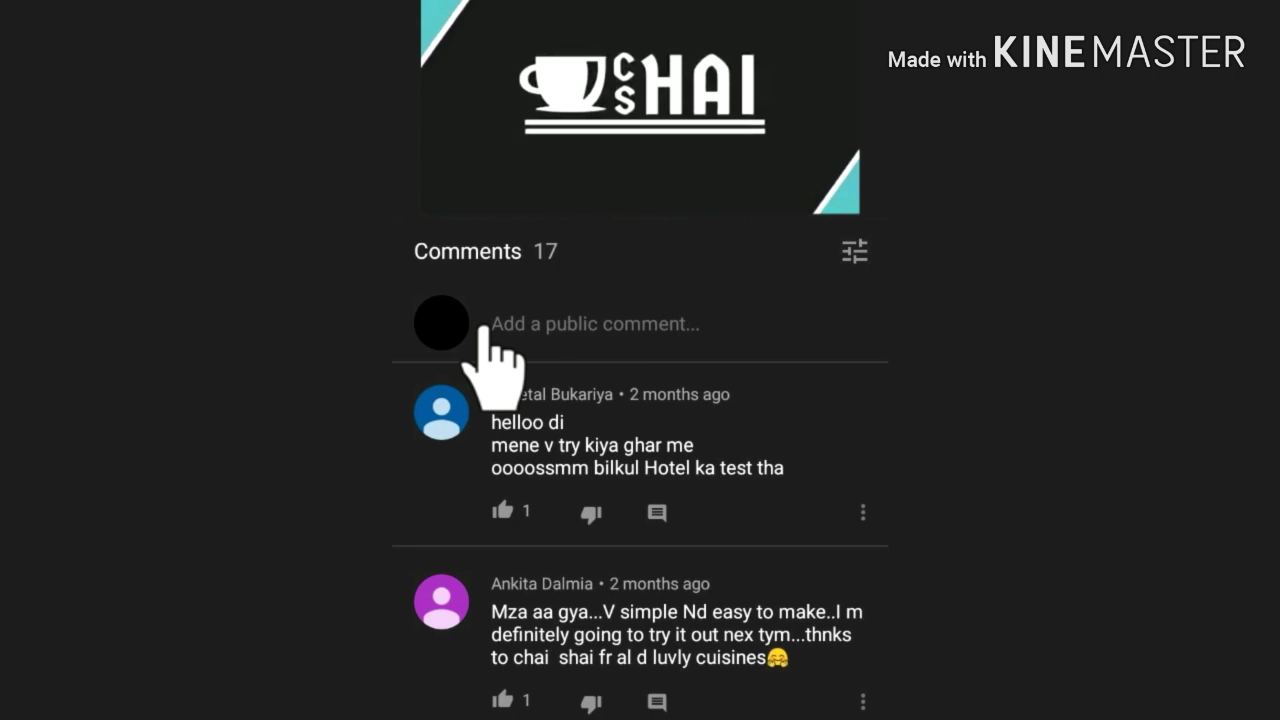 Made with KINEMASTER
C
S HAI
Comments 17
Add a public comment...
etal Bukariya • 2 months ago
helloo di
mene v try kiya ghar me
oooossmm bilkul Hotel ka test tha
1
Ankita Dalmia • 2 months ago
Mza aa gya...V simple Nd easy to make..I m
definitely going to try it out nex tym...thnks
to chai shai fr al d luvly cuisines🤗
1